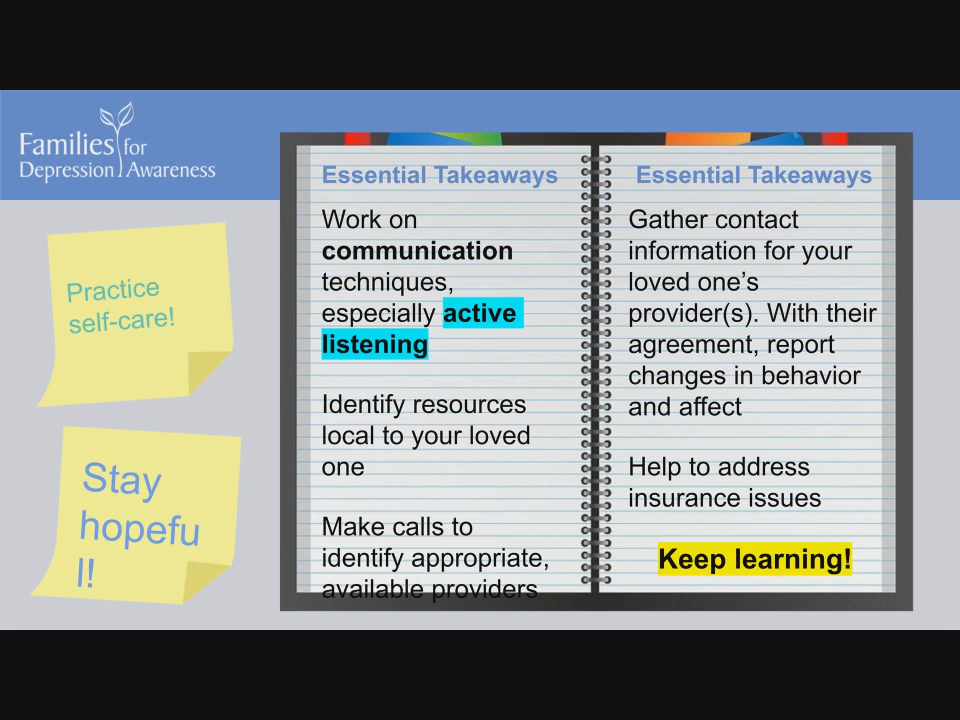 Families for
Depression Awareness
Practice
self-care!
Stay
hopefu
l!
Essential Takeaways
Work on
communication
techniques,
especially active
listening
Identify resources
local to your loved
one
Make calls to
identify appropriate,
available providers
Essential Takeaways
Gather contact
information for your
loved one’s
provider(s). With their
agreement, report
changes in behavior
and affect
Help to address
insurance issues
Keep learning!